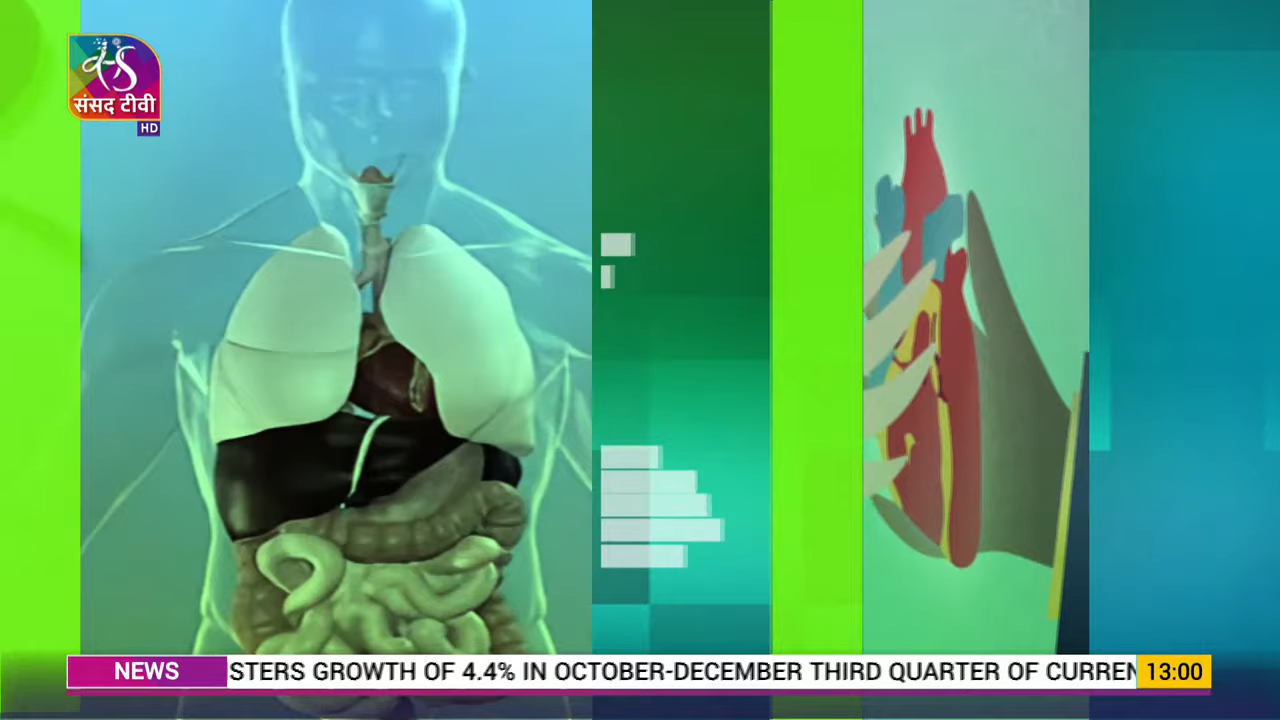 संसद टीवी
HD
NEWS
STERS GROWTH OF 4.4% IN OCTOBER-DECEMBER THIRD QUARTER OF CURREN
13:00